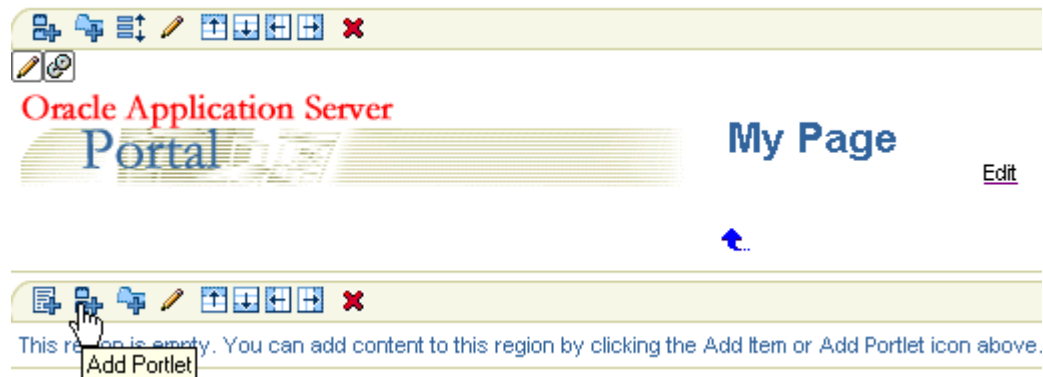 Oracle Application Server
Portal
My Page
Edit
This region is empty. You can add content to this region by clicking the Add Item or Add Portlet icon above.
Add Portlet